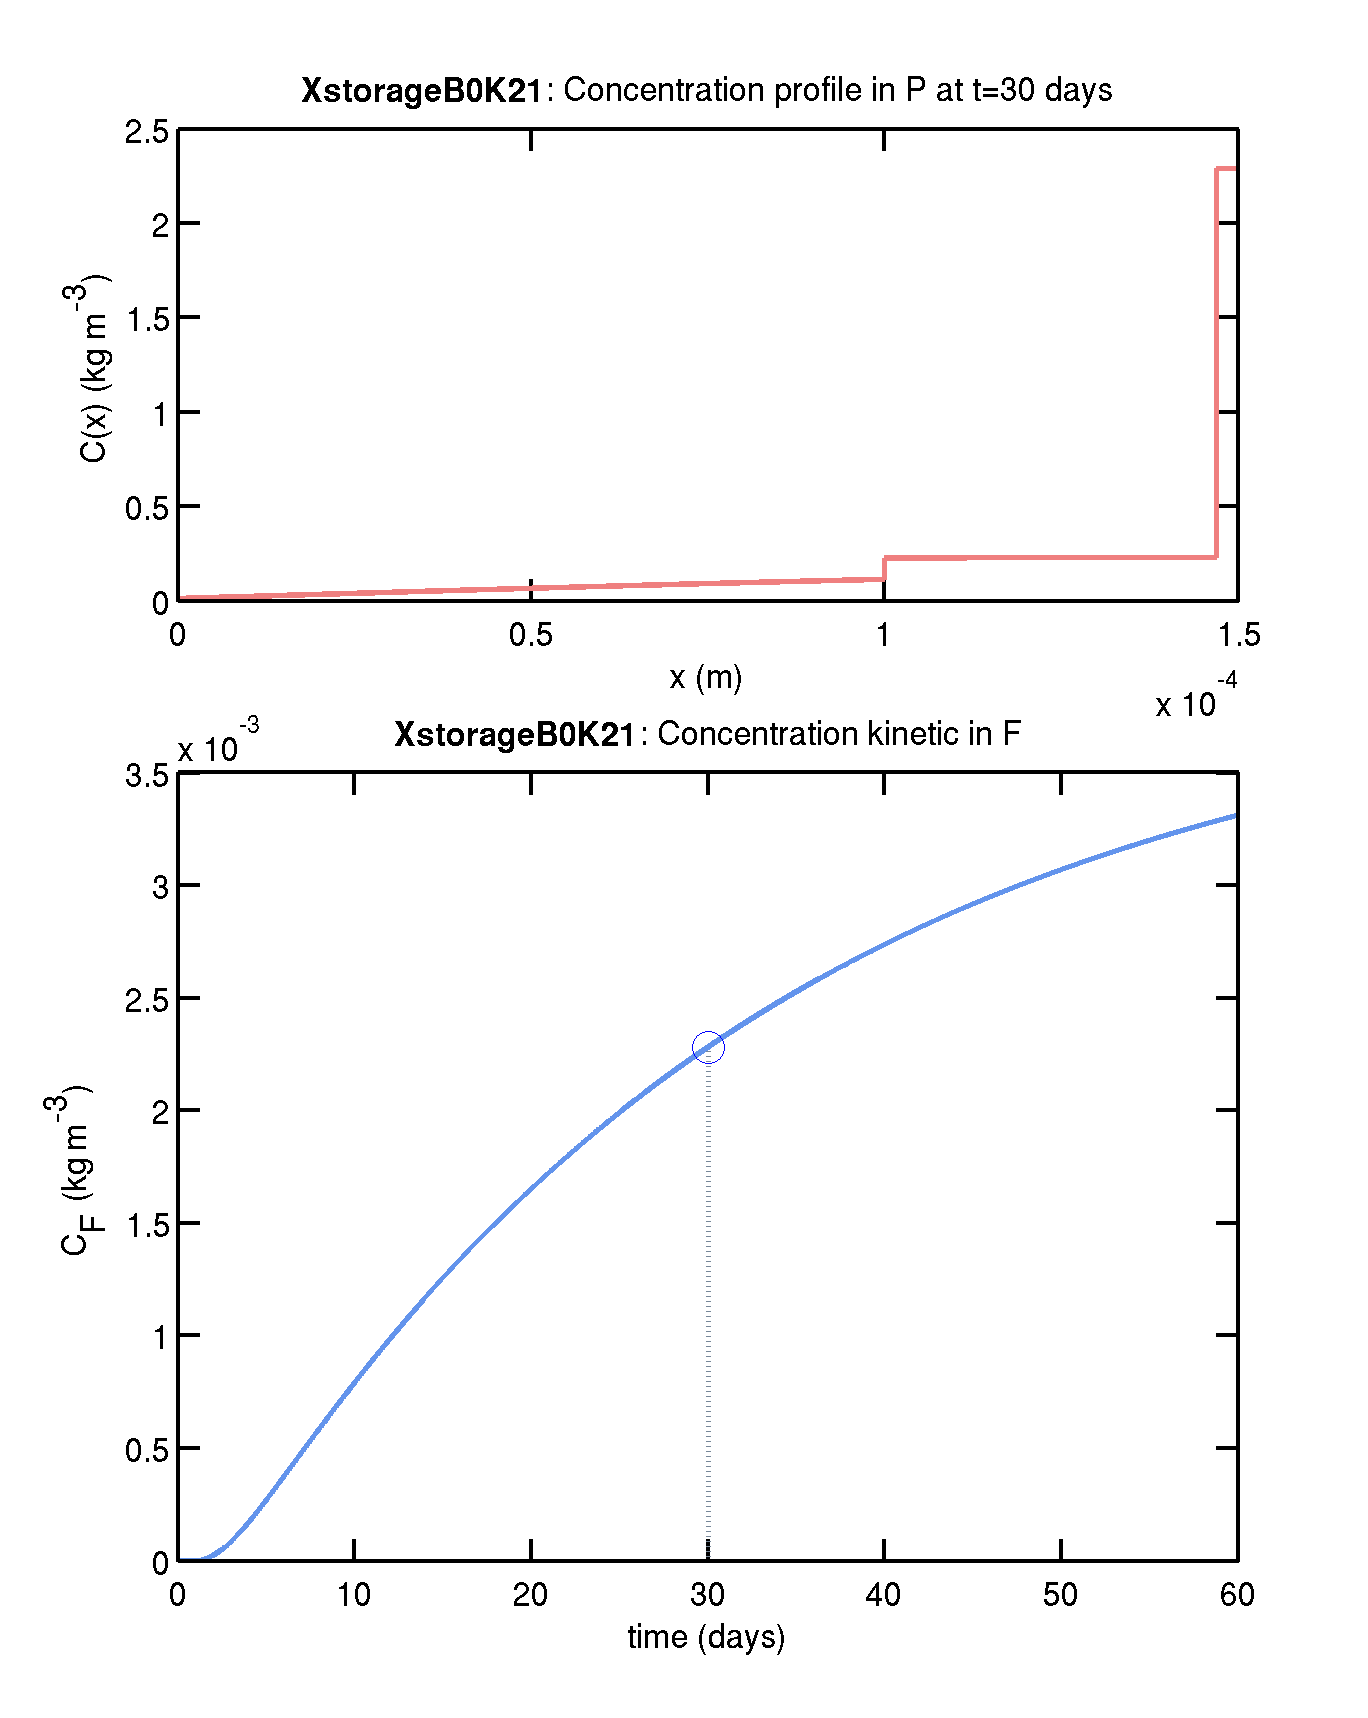 XstorageB0K21: Concentration profile in P at t=30 days
2.5
2
1.5
1
0.5
0
C(x) (kg m-3)
0 0.5 1 1.5
x (m)
x 10-4
x 10-3
XstorageB0K21: Concentration kinetic in F
3.5
3
2.5
2
1.5
1
0.5
0
CF (kg m-3)
0 10 20 30 40 50 60
time (days)